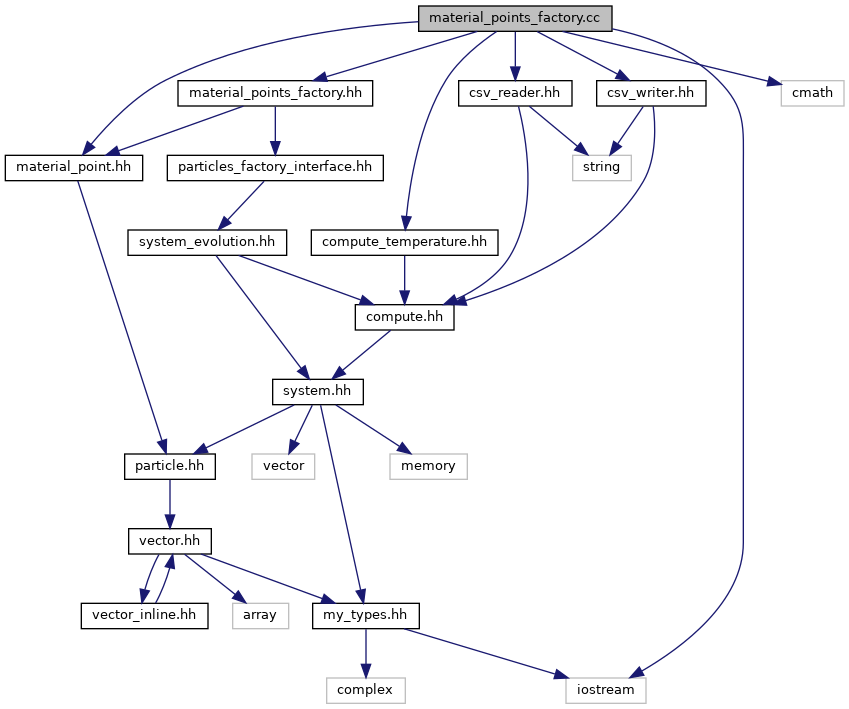 material_points_factory.cc
material_points_factory.hh
csv_reader.hh
csv_writer.hh
cmath
material_point.hh
particles_factory_interface.hh
string
system_evolution.hh
compute_temperature.hh
compute.hh
system.hh
particle.hh
vector
memory
vector.hh
vector_inline.hh
array
my_types.hh
complex
iostream